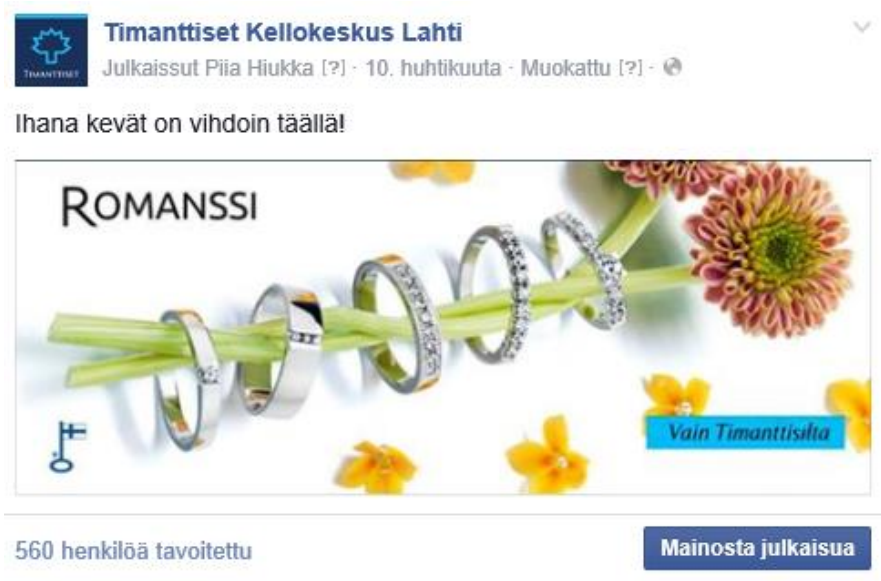 Timanttiset Kellokeskus Lahti
Julkaissut Piia Hiukka [?] · 10. huhtikuuta · Muokattu [?] ·
TIMANTTISET
Ihana kevät on vihdoin täällä!
ROMANSSI
Vain Timanttisilta
560 henkilöä tavoitettu
Mainosta julkaisua